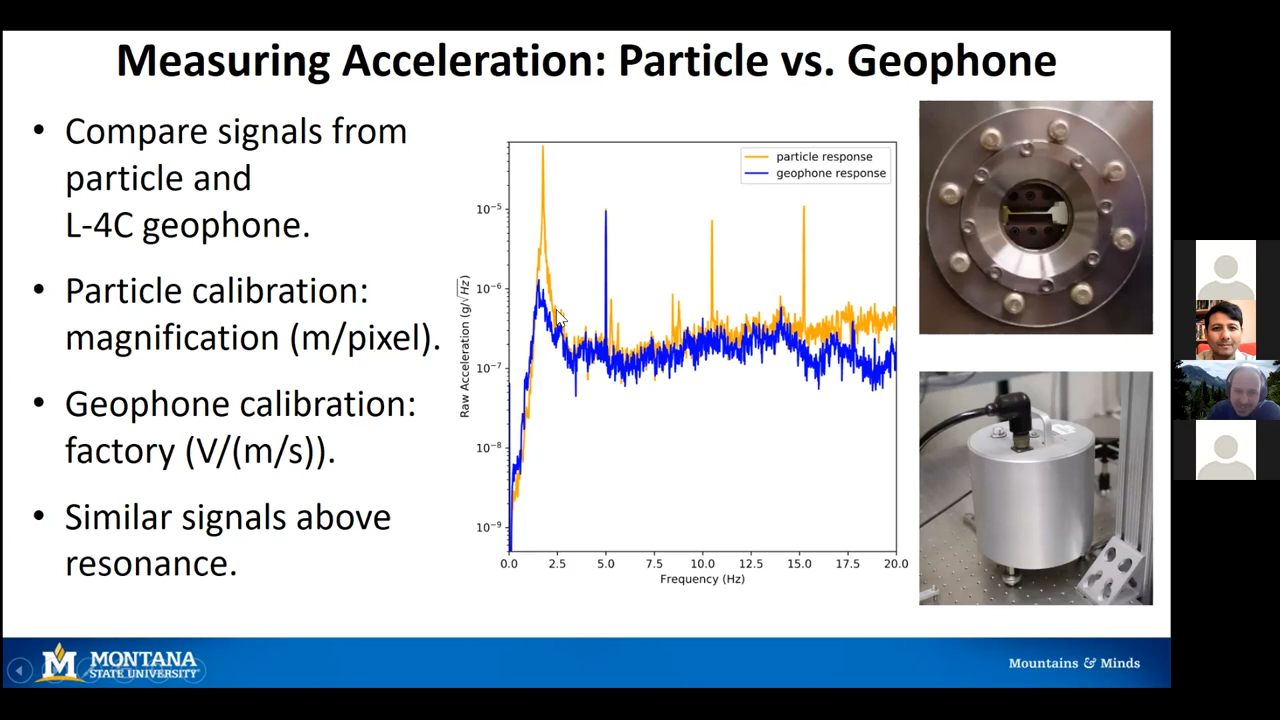 Measuring Acceleration: Particle vs. Geophone
• Compare signals from
particle and
L-4C geophone.
• Particle calibration:
magnification (m/pixel).
• Geophone calibration:
factory (V/(m/s)).
• Similar signals above
resonance.
particle response
geophone response
Raw Acceleration (g/√Hz)
10⁻⁵
10⁻⁶
10⁻⁷
10⁻⁸
10⁻⁹
0.0 2.5 5.0 7.5 10.0 12.5 15.0 17.5 20.0
Frequency (Hz)
M MONTANA
STATE UNIVERSITY
Mountains & Minds